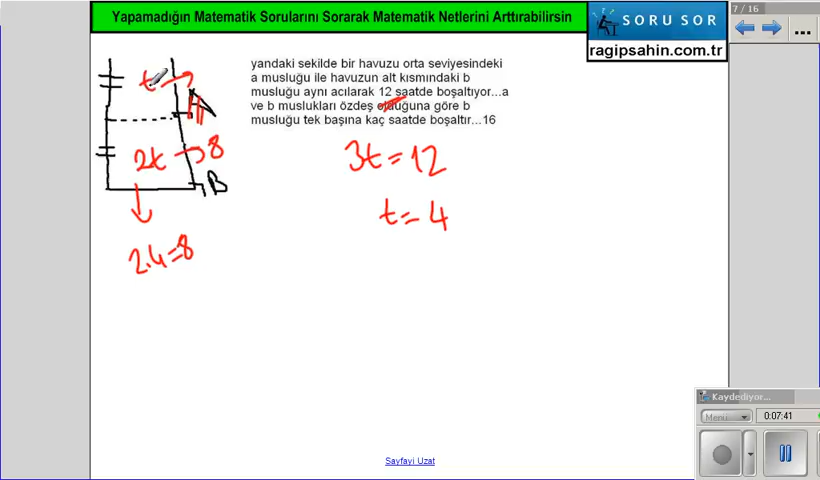 Yapamadığın Matematik Sorularını Sorarak Matematik Netlerini Arttırabilirsin
SORU SOR
ragipsahin.com.tr
7 / 16
...
yandaki sekilde bir havuzu orta seviyesindeki
a musluğu ile havuzun alt kısmındaki b
musluğu aynı acılarak 12 saatde boşaltıyor...a
ve b muslukları özdeş olduğuna göre b
musluğu tek başına kaç saatde boşaltır...16
t
A
2t 8
B
2.4=8
3t=12
t=4
Kaydediyor...
Menü
0:07:41
Sayfayi Uzat